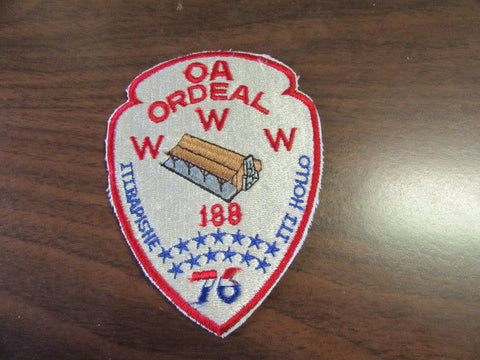 OA
ORDEAL
W W W
ITIBAPISHE
ITI HOLLO
188
76